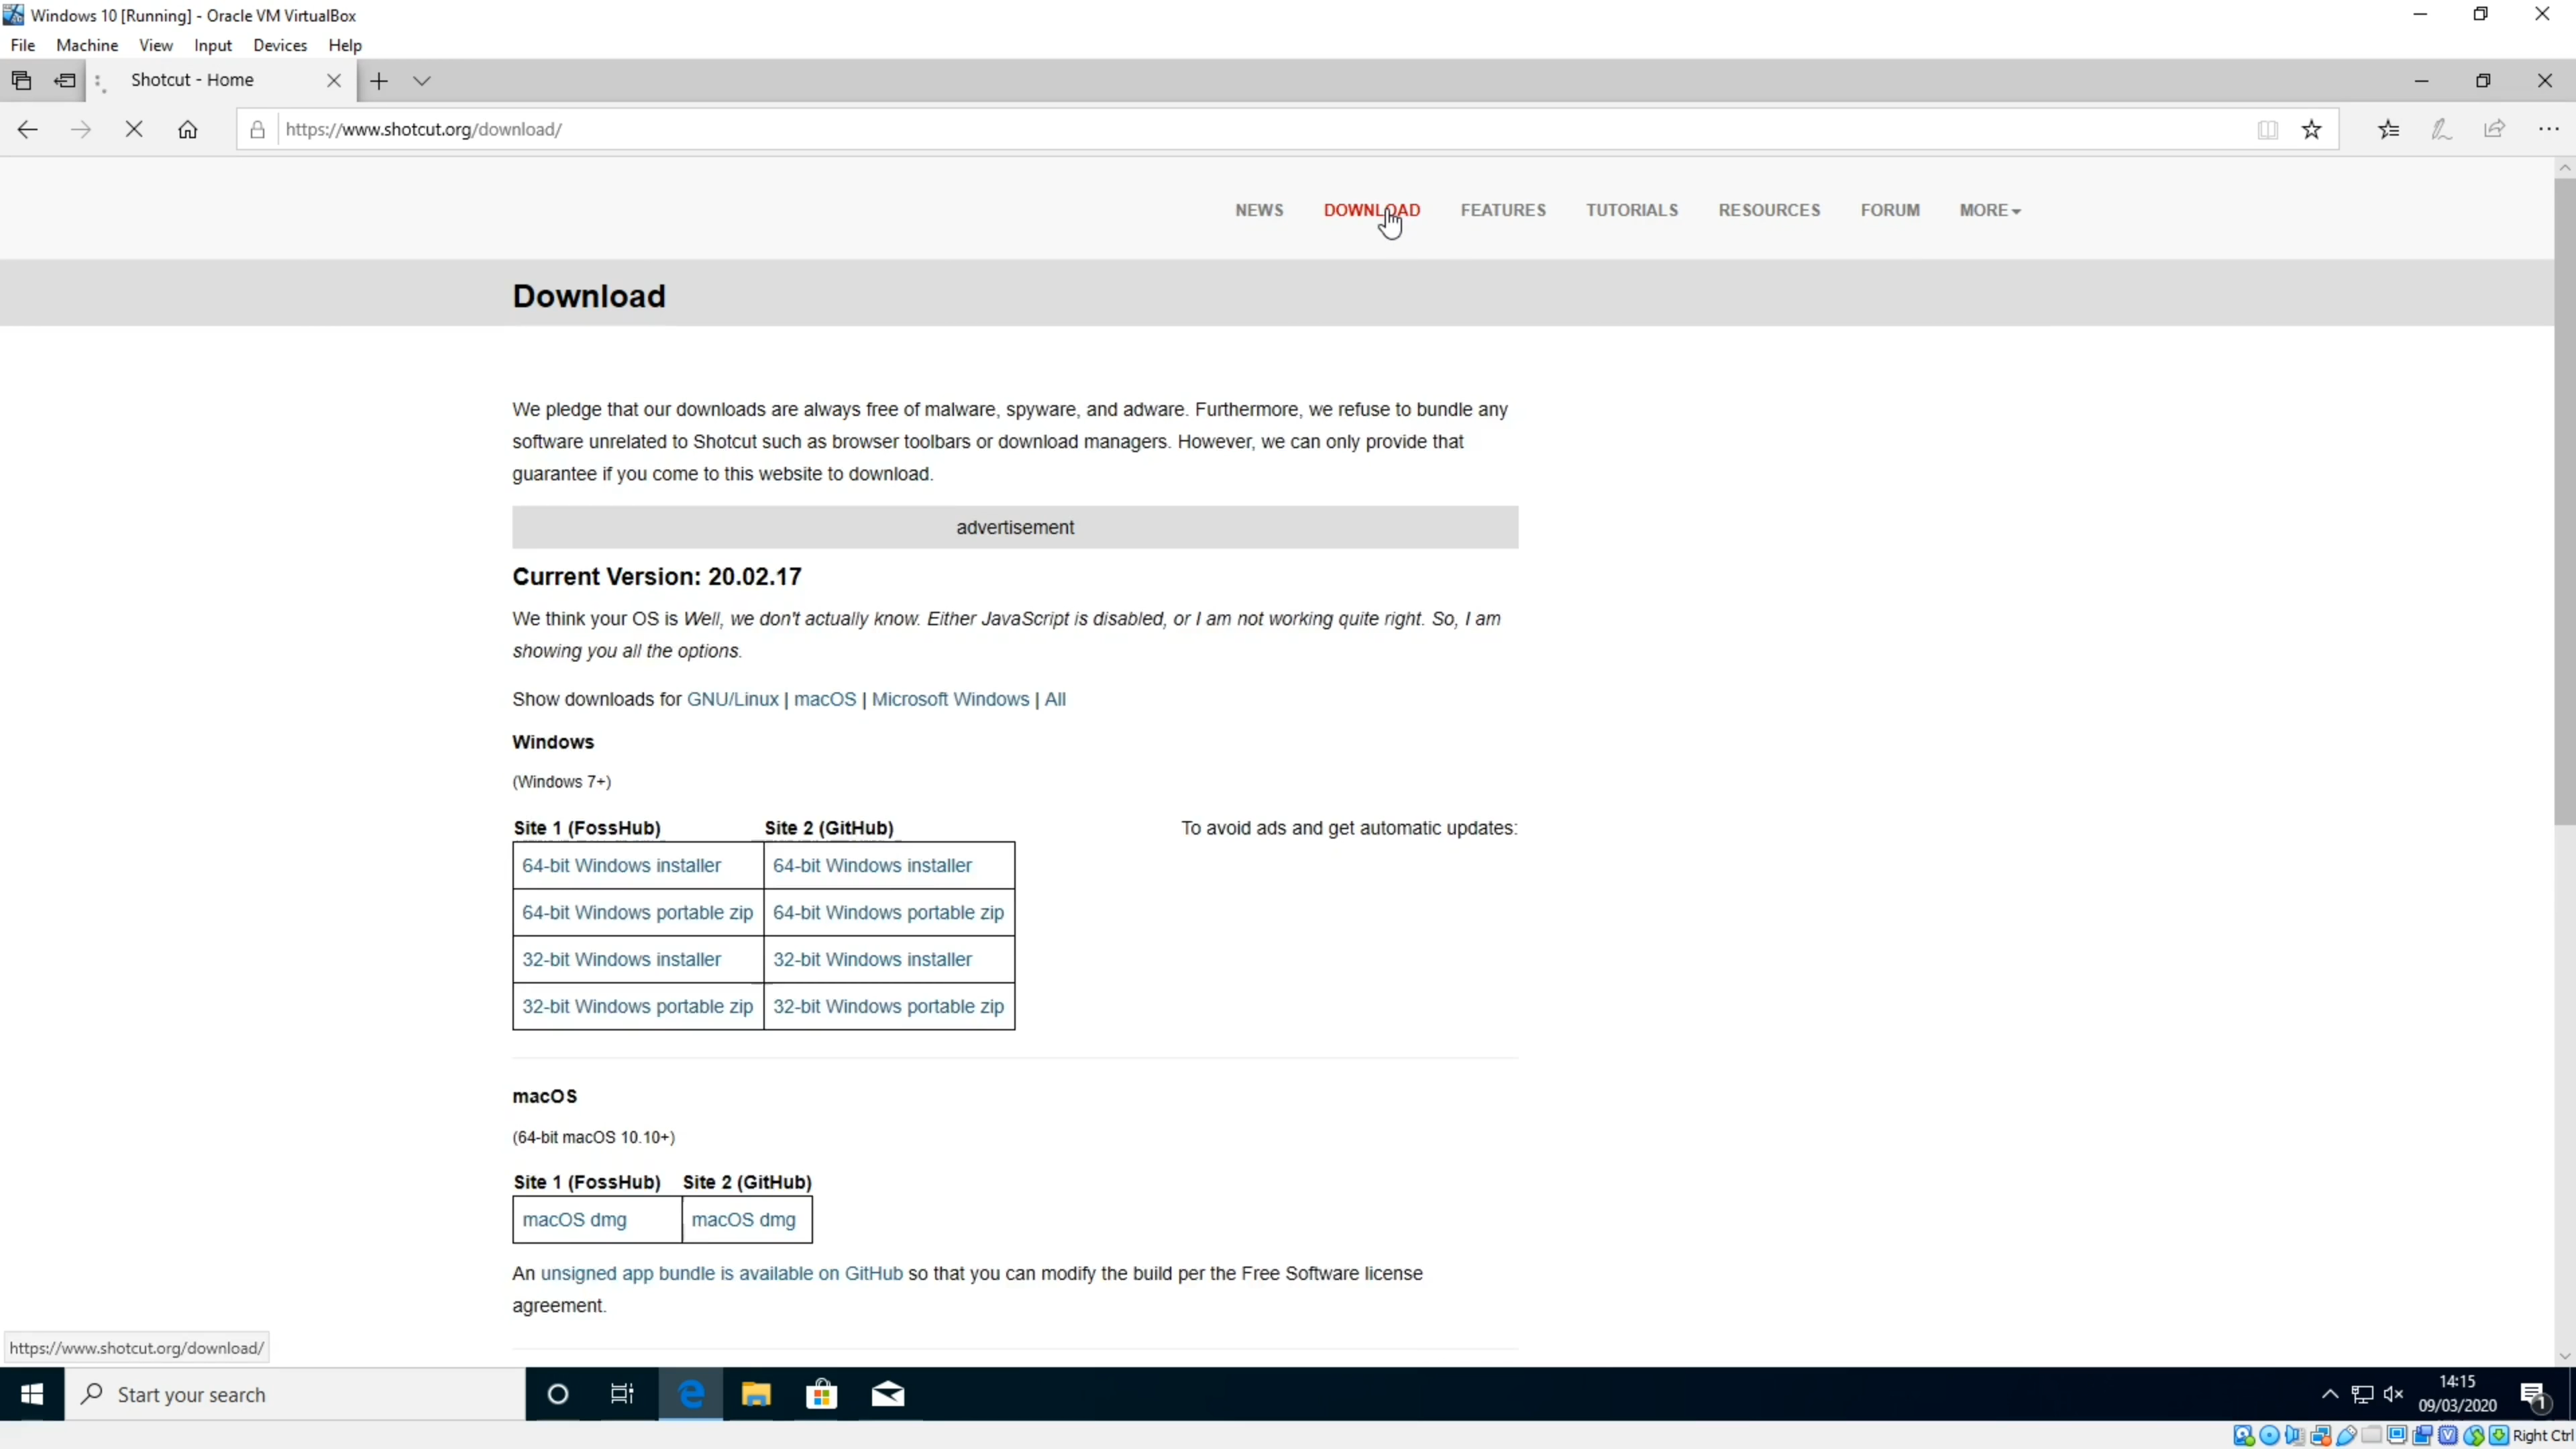 Windows 10 [Running] - Oracle VM VirtualBox
File Machine View Input Devices Help
Shotcut - Home
https://www.shotcut.org/download/
NEWS DOWNLOAD FEATURES TUTORIALS RESOURCES FORUM MORE
Download
We pledge that our downloads are always free of malware, spyware, and adware. Furthermore, we refuse to bundle any
software unrelated to Shotcut such as browser toolbars or download managers. However, we can only provide that
guarantee if you come to this website to download.
advertisement
Current Version: 20.02.17
We think your OS is Well, we don't actually know. Either JavaScript is disabled, or I am not working quite right. So, I am
showing you all the options.
Show downloads for GNU/Linux | macOS | Microsoft Windows | All
Windows
(Windows 7+)
Site 1 (FossHub) Site 2 (GitHub) To avoid ads and get automatic updates:
64-bit Windows installer 64-bit Windows installer
64-bit Windows portable zip 64-bit Windows portable zip
32-bit Windows installer 32-bit Windows installer
32-bit Windows portable zip 32-bit Windows portable zip
macOS
(64-bit macOS 10.10+)
Site 1 (FossHub) Site 2 (GitHub)
macOS dmg macOS dmg
An unsigned app bundle is available on GitHub so that you can modify the build per the Free Software license
agreement.
https://www.shotcut.org/download/
Start your search
14:15
09/03/2020
1
Right Ctrl